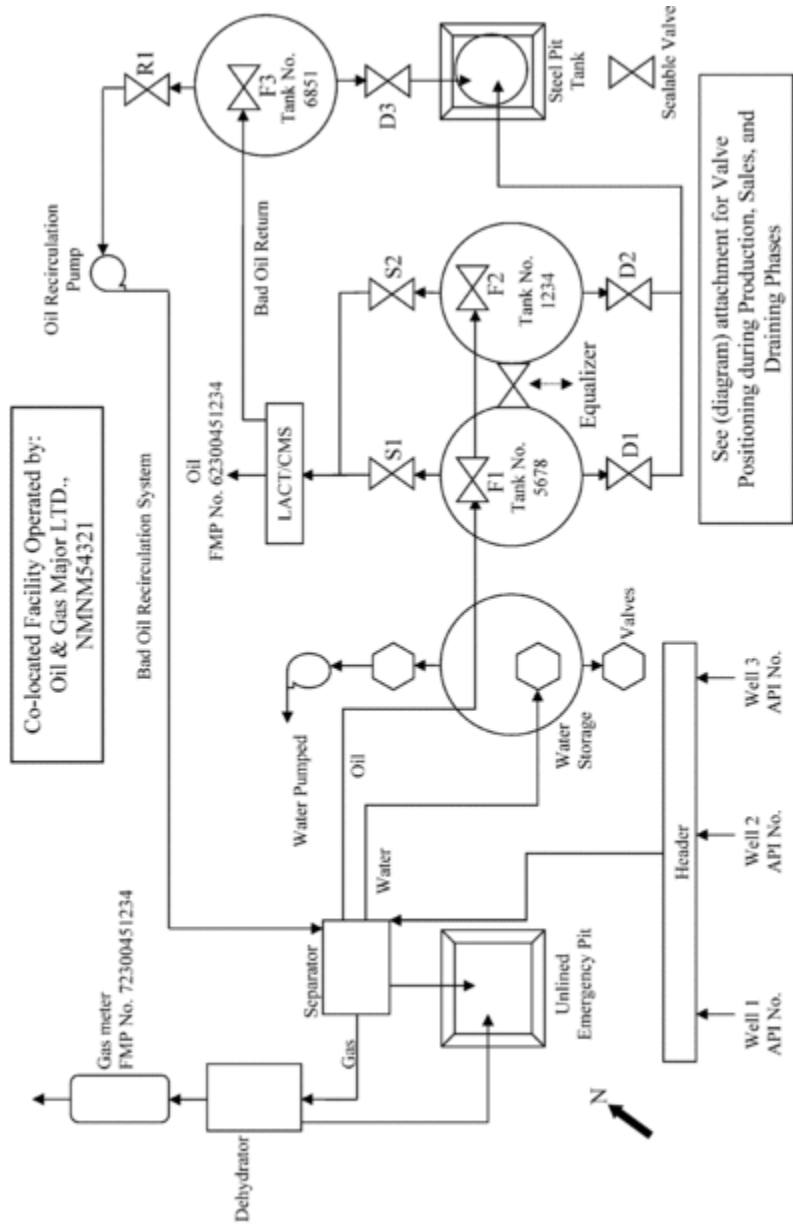 Co-located Facility Operated by:
Oil & Gas Major LTD.,
NMNM54321
Gas meter
FMP No. 72300451234
Dehydrator
Gas
Separator
Bad Oil Recirculation System
Oil Recirculation
Pump
R1
Oil
FMP No. 62300451234
LACT/CMS
Bad Oil Return
F3
Tank No.
6851
D3
Steel Pit
Tank
Sealable Valve
Water Pumped
Oil
Water
Water
Storage
Valves
S1
S2
F1
Tank No.
5678
F2
Tank No.
1234
Equalizer
D1
D2
Unlined
Emergency Pit
Header
Well 1
API No.
Well 2
API No.
Well 3
API No.
N
See (diagram) attachment for Valve
Positioning during Production, Sales, and
Draining Phases